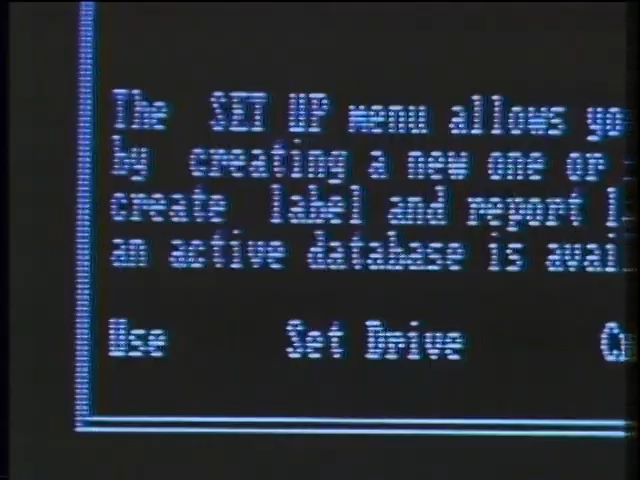 The SET UP menu allows yo
by creating a new one or
create label and report l
an active database is avai
Use Set Drive C